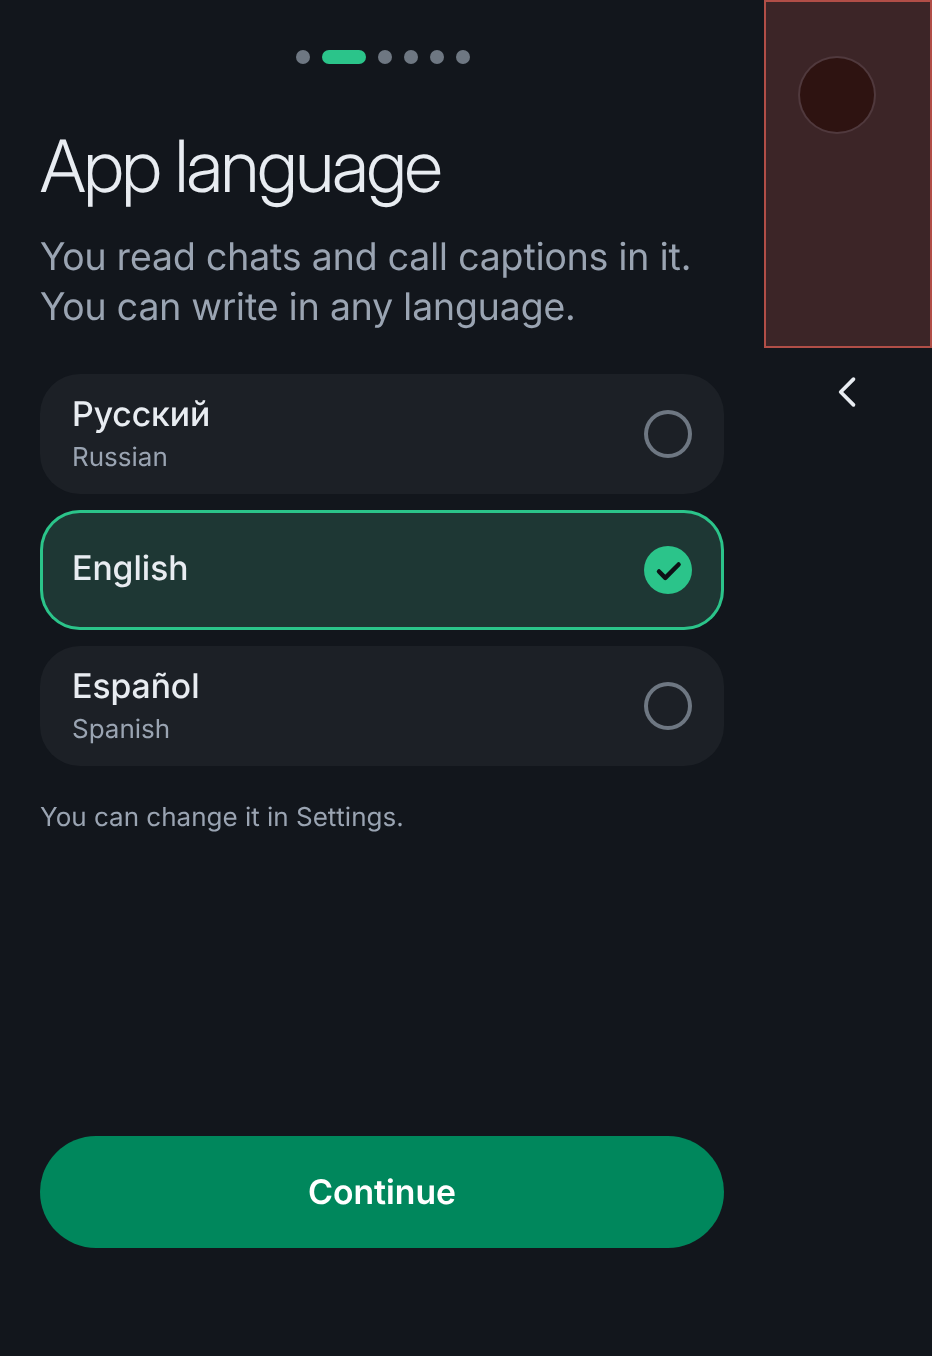 App language
You read chats and call captions in it.
You can write in any language.
Русский
Russian
English
Español
Spanish
You can change it in Settings.
Continue